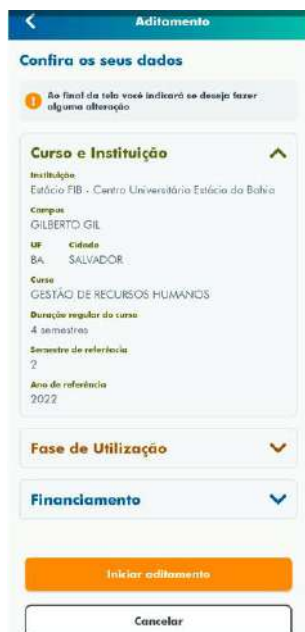 Aditamento
Confira os seus dados
Ao final da tela você indicará se deseja fazer
alguma alteração
Curso e Instituição
Instituição
Estácio FIB - Centro Universitário Estácio da Bahia
Campus
GILBERTO GIL
UF Cidade
BA SALVADOR
Curso
GESTÃO DE RECURSOS HUMANOS
Duração regular do curso
4 semestres
Semestre de referência
2
Ano de referência
2022
Fase de Utilização
Financiamento
Iniciar aditamento
Cancelar